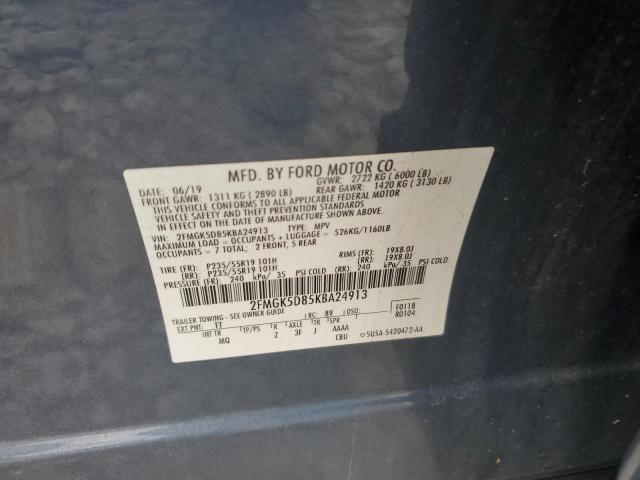 MFD. BY FORD MOTOR CO.
DATE: 06/19 GVWR: 2722 KG ( 6000 LB)
FRONT GAWR: 1311 KG ( 2890 LB) REAR GAWR: 1420 KG ( 3130 LB)
THIS VEHICLE CONFORMS TO ALL APPLICABLE FEDERAL MOTOR
VEHICLE SAFETY AND THEFT PREVENTION STANDARDS
IN EFFECT ON THE DATE OF MANUFACTURE SHOWN ABOVE.
VIN: 2FMGK5D85KBA24913 TYPE: MPV
MAXIMUM LOAD = OCCUPANTS + LUGGAGE = 526KG/1160LB
OCCUPANTS = 7 TOTAL: 2 FRONT, 5 REAR
TIRE (FR): P235/55R19 101H RIMS (FR): 19X8.0J
(RR): P235/55R19 101H (RR): 19X8.0J
PRESSURE (FR): 240 kPa/ 35 PSI COLD (RR): 240 kPa/ 35 PSI COLD
2FMGK5D85KBA24913
TRAILER TOWING - SEE OWNER GUIDE
EXT PNT: FT RC: 89 DSO: F0118
INT TR TP/PS R AXLE TR SPR R0104
MQ Z 3F J AAAA
CBU 5U5A-5420472-AA